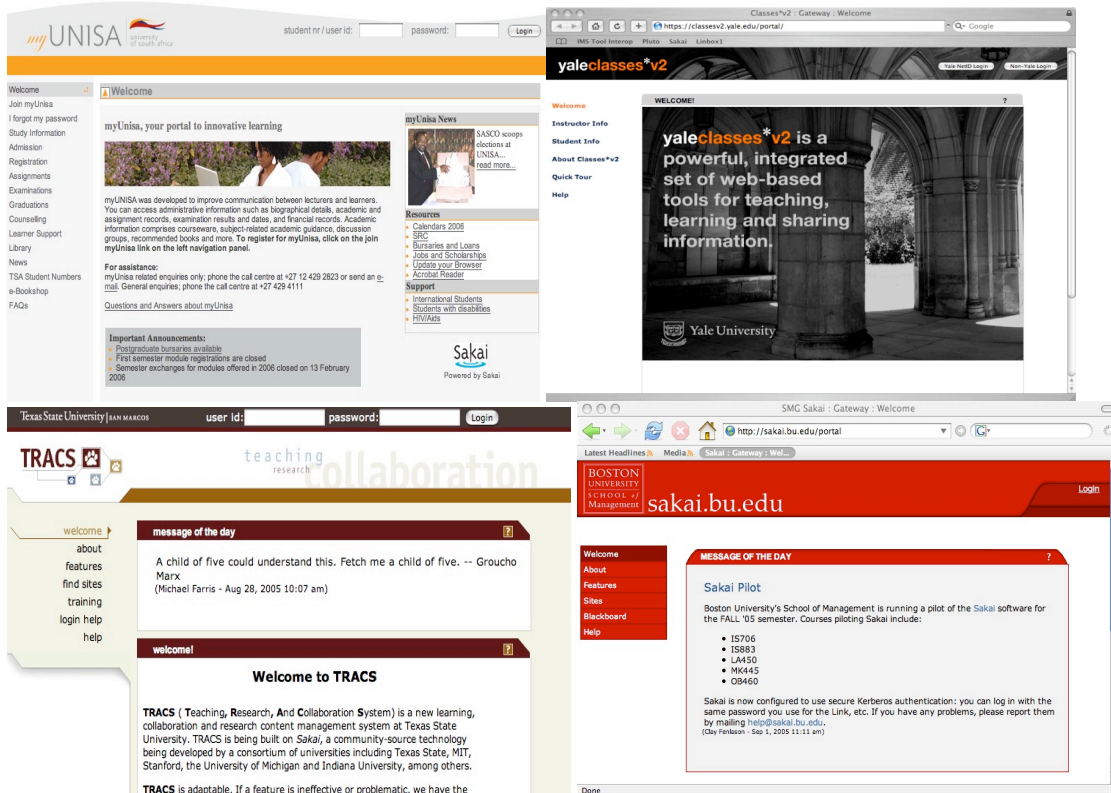 myUNISA university of south africa
student nr / user id: password: Login
Welcome
Join myUnisa
I forgot my password
Study Information
Admission
Registration
Assignments
Examinations
Graduations
Counselling
Learner Support
Library
News
TSA Student Numbers
e-Bookshop
FAQs
Welcome
myUnisa, your portal to innovative learning
myUNISA was developed to improve communication between lecturers and learners.
You can access administrative information such as biographical details, academic and
assignment records, examination results and dates, and financial records. Academic
information comprises courseware, subject-related academic guidance, discussion
groups, recommended books and more. To register for myUnisa, click on the join
myUnisa link on the left navigation panel.
For assistance:
myUnisa related enquiries only; phone the call centre at +27 12 429 2823 or send an e-
mail. General enquiries; phone the call centre at +27 429 4111
Questions and Answers about myUnisa
Important Announcements:
Postgraduate bursaries available
First semester module registrations are closed
Semester exchanges for modules offered in 2006 closed on 13 February
2006
myUnisa News
SASCO scoops
elections at
UNISA...
read more...
Resources
Calendars 2006
SRC
Bursaries and Loans
Jobs and Scholarships
Update your Browser
Acrobat Reader
Support
International Students
Students with disabilities
HIV/Aids
Sakai
Powered by Sakai
Classes*v2 : Gateway : Welcome
https://classesv2.yale.edu/portal/
Google
IMS Tool Interop Pluto Sakai Linbox1
yaleclasses*v2
Yale NetID Login Non-Yale Login
Welcome
Instructor Info
Student Info
About Classes*v2
Quick Tour
Help
WELCOME! ?
yaleclasses*v2 is a
powerful, integrated
set of web-based
tools for teaching,
learning and sharing
information.
Yale University
Texas State University | SAN MARCOS
user id: password: Login
TRACS
teaching
research
collaboration
welcome
about
features
find sites
training
login help
help
message of the day ?
A child of five could understand this. Fetch me a child of five. -- Groucho
Marx
(Michael Farris - Aug 28, 2005 10:07 am)
welcome! ?
Welcome to TRACS
TRACS ( Teaching, Research, And Collaboration System) is a new learning,
collaboration and research content management system at Texas State
University. TRACS is being built on Sakai, a community-source technology
being developed by a consortium of universities including Texas State, MIT,
Stanford, the University of Michigan and Indiana University, among others.
TRACS is adaptable. If a feature is ineffective or problematic, we have the
SMG Sakai : Gateway : Welcome
http://sakai.bu.edu/portal
G
Latest Headlines Media Sakai : Gateway : Wel...
BOSTON
UNIVERSITY
SCHOOL of
Management
sakai.bu.edu
Login
Welcome
About
Features
Sites
Blackboard
Help
MESSAGE OF THE DAY ?
Sakai Pilot
Boston University's School of Management is running a pilot of the Sakai software for
the FALL '05 semester. Courses piloting Sakai include:
IS706
IS883
LA450
MK445
OB460
Sakai is now configured to use secure Kerberos authentication: you can log in with the
same password you use for the Link, etc. If you have any problems, please report them
by mailing help@sakai.bu.edu.
(Clay Fenlason - Sep 1, 2005 11:11 am)
Done